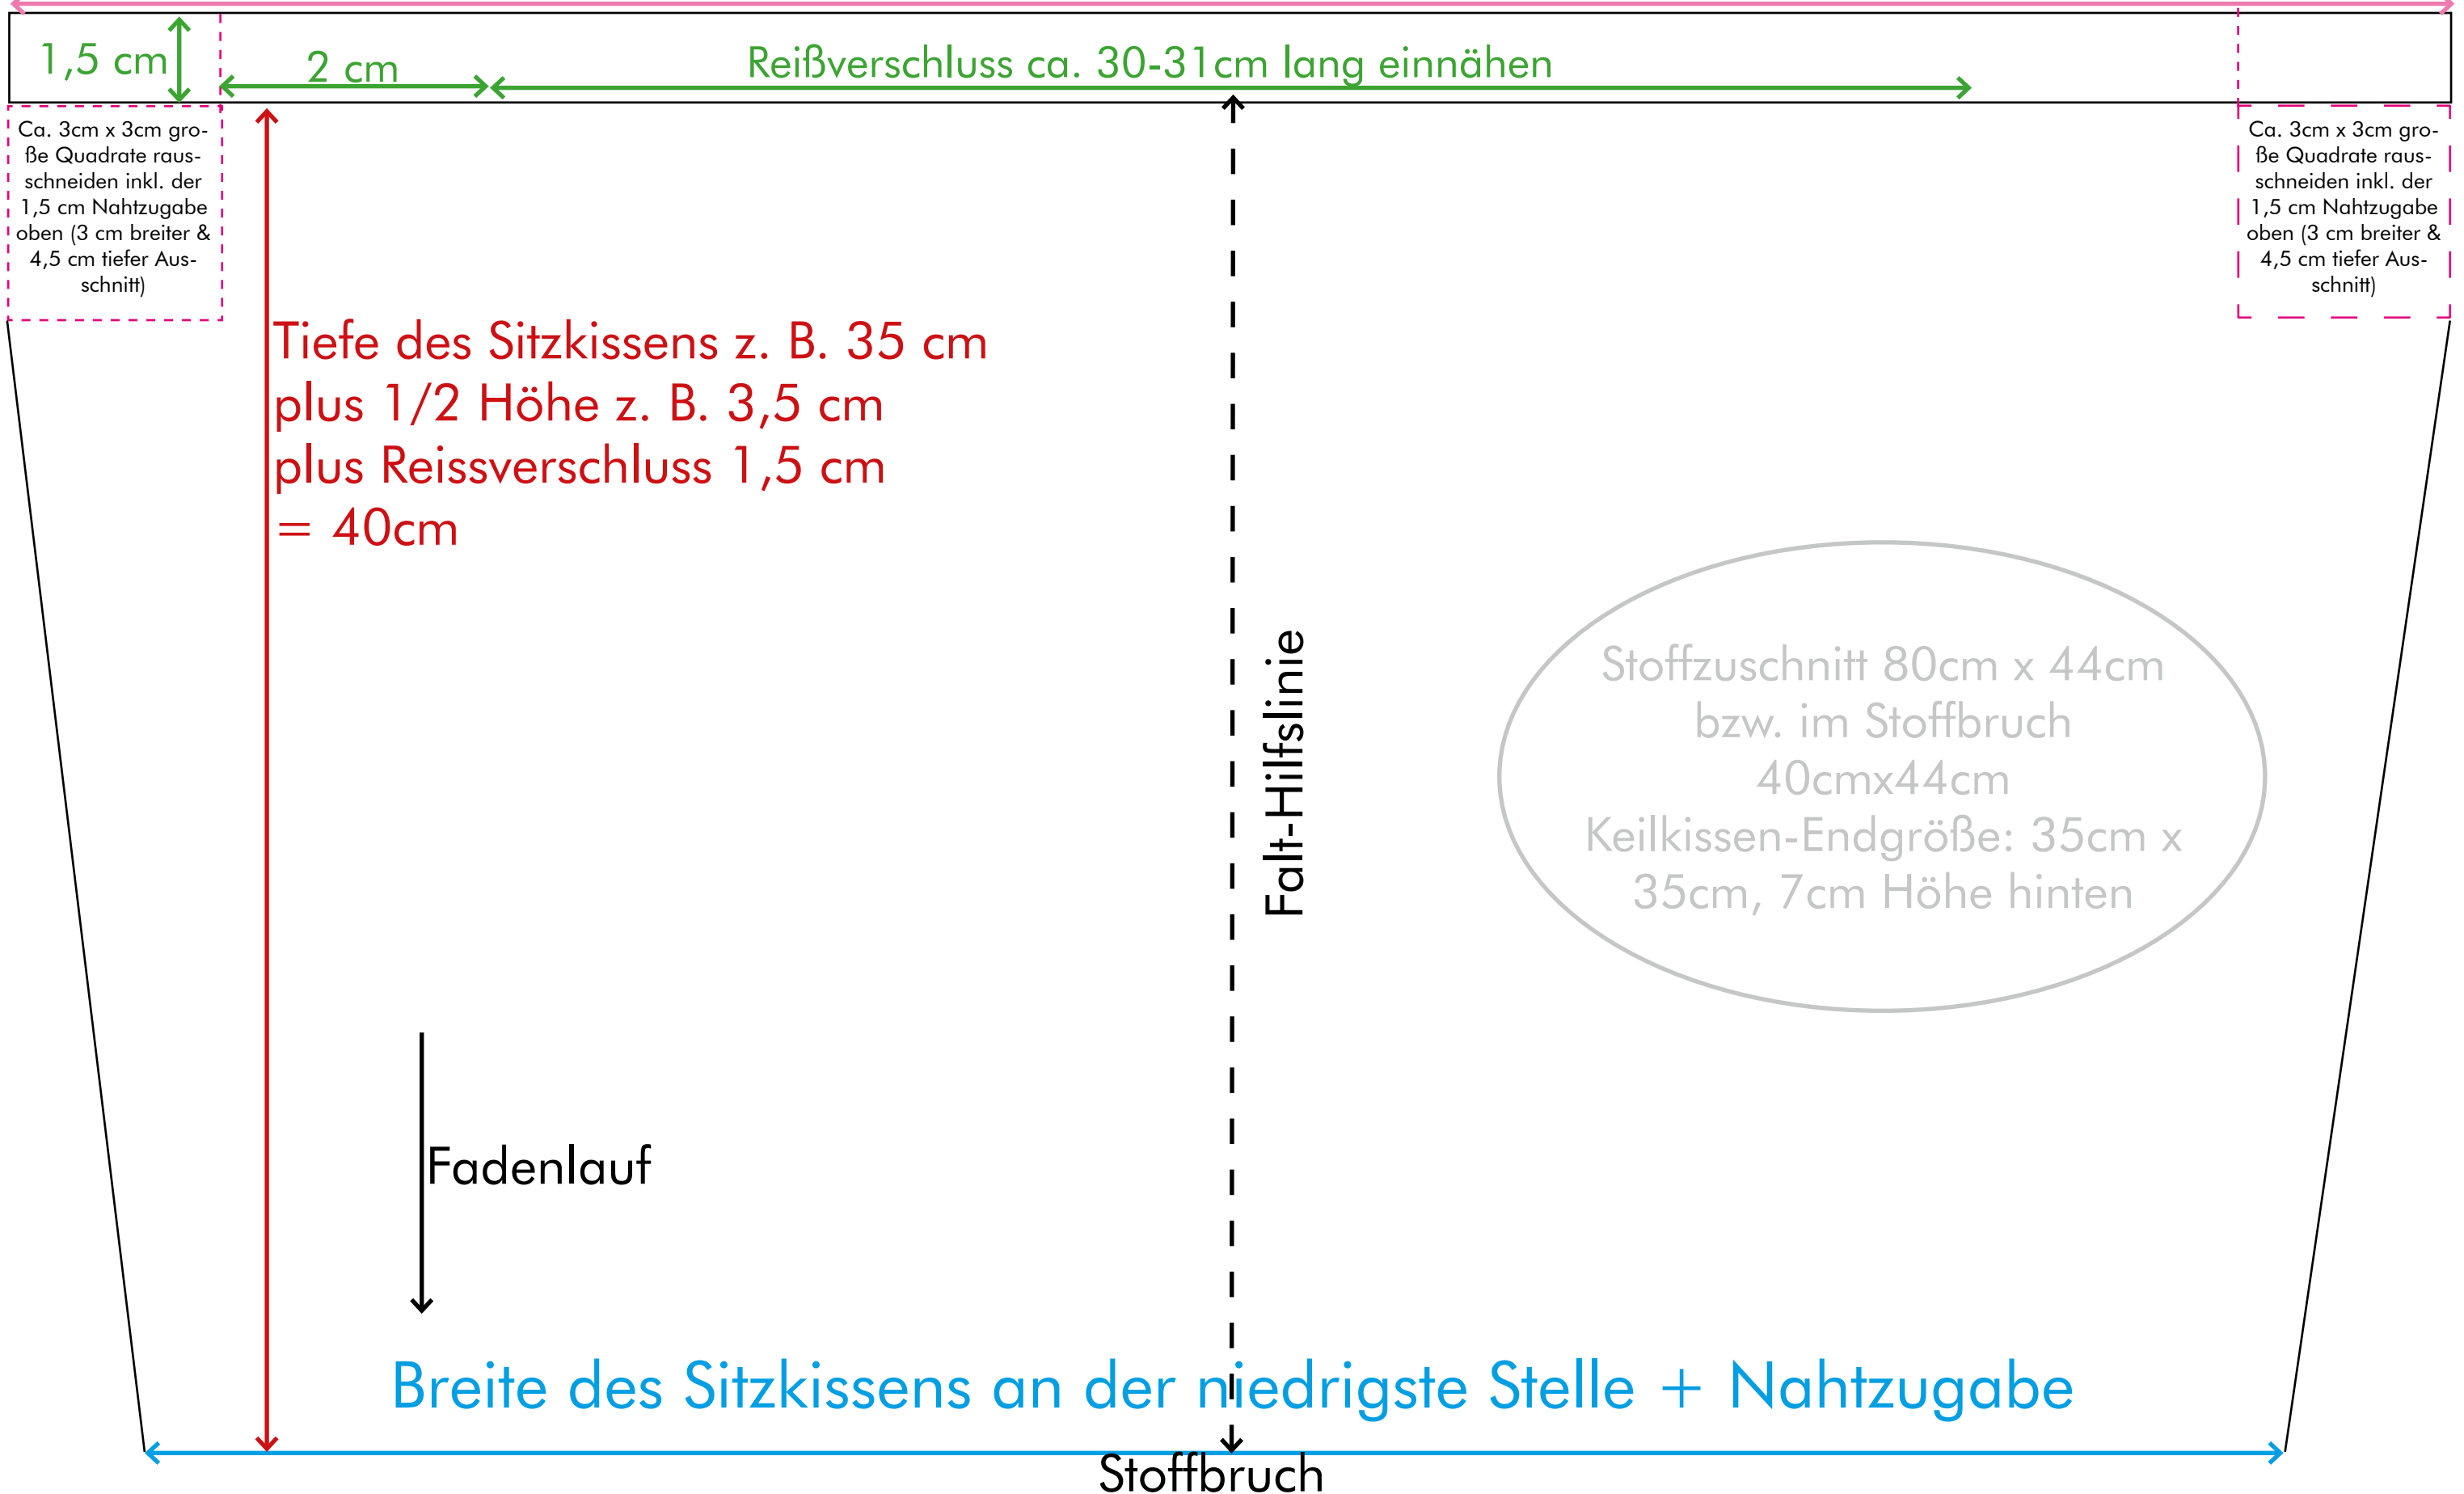 1,5 cm
2 cm
Reißverschluss ca. 30-31cm lang einnähen
Ca. 3cm x 3cm gro-
ße Quadrate raus-
schneiden inkl. der
1,5 cm Nahtzugabe
oben (3 cm breiter &
4,5 cm tiefer Aus-
schnitt)
Ca. 3cm x 3cm gro-
ße Quadrate raus-
schneiden inkl. der
1,5 cm Nahtzugabe
oben (3 cm breiter &
4,5 cm tiefer Aus-
schnitt)
Tiefe des Sitzkissens z. B. 35 cm
plus 1/2 Höhe z. B. 3,5 cm
plus Reissverschluss 1,5 cm
= 40cm
Falt-Hilfslinie
Stoffzuschnitt 80cm x 44cm
bzw. im Stoffbruch
40cmx44cm
Keilkissen-Endgröße: 35cm x
35cm, 7cm Höhe hinten
Fadenlauf
Breite des Sitzkissens an der niedrigste Stelle + Nahtzugabe
Stoffbruch